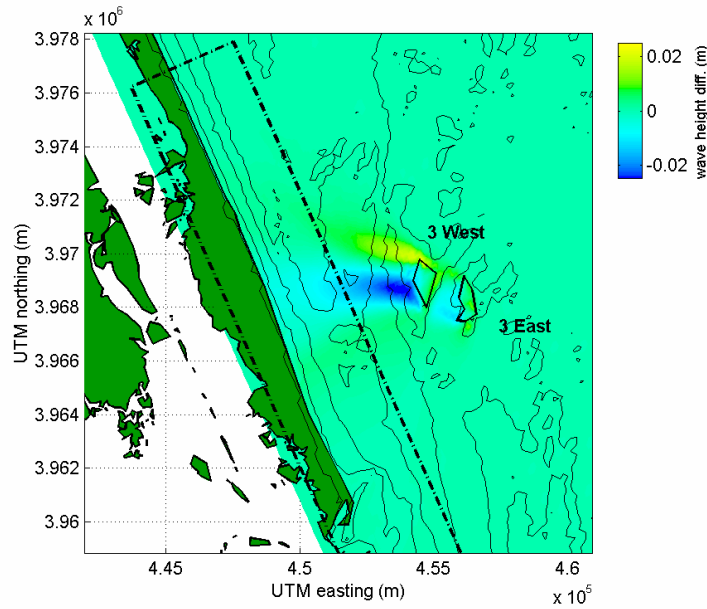 x 10^6
3.978
3.976
3.974
3.972
3.97
3.968
3.966
3.964
3.962
3.96
UTM northing (m)
3 West
3 East
4.45
4.5
4.55
4.6
UTM easting (m)
x 10^5
0.02
0
-0.02
wave height diff. (m)